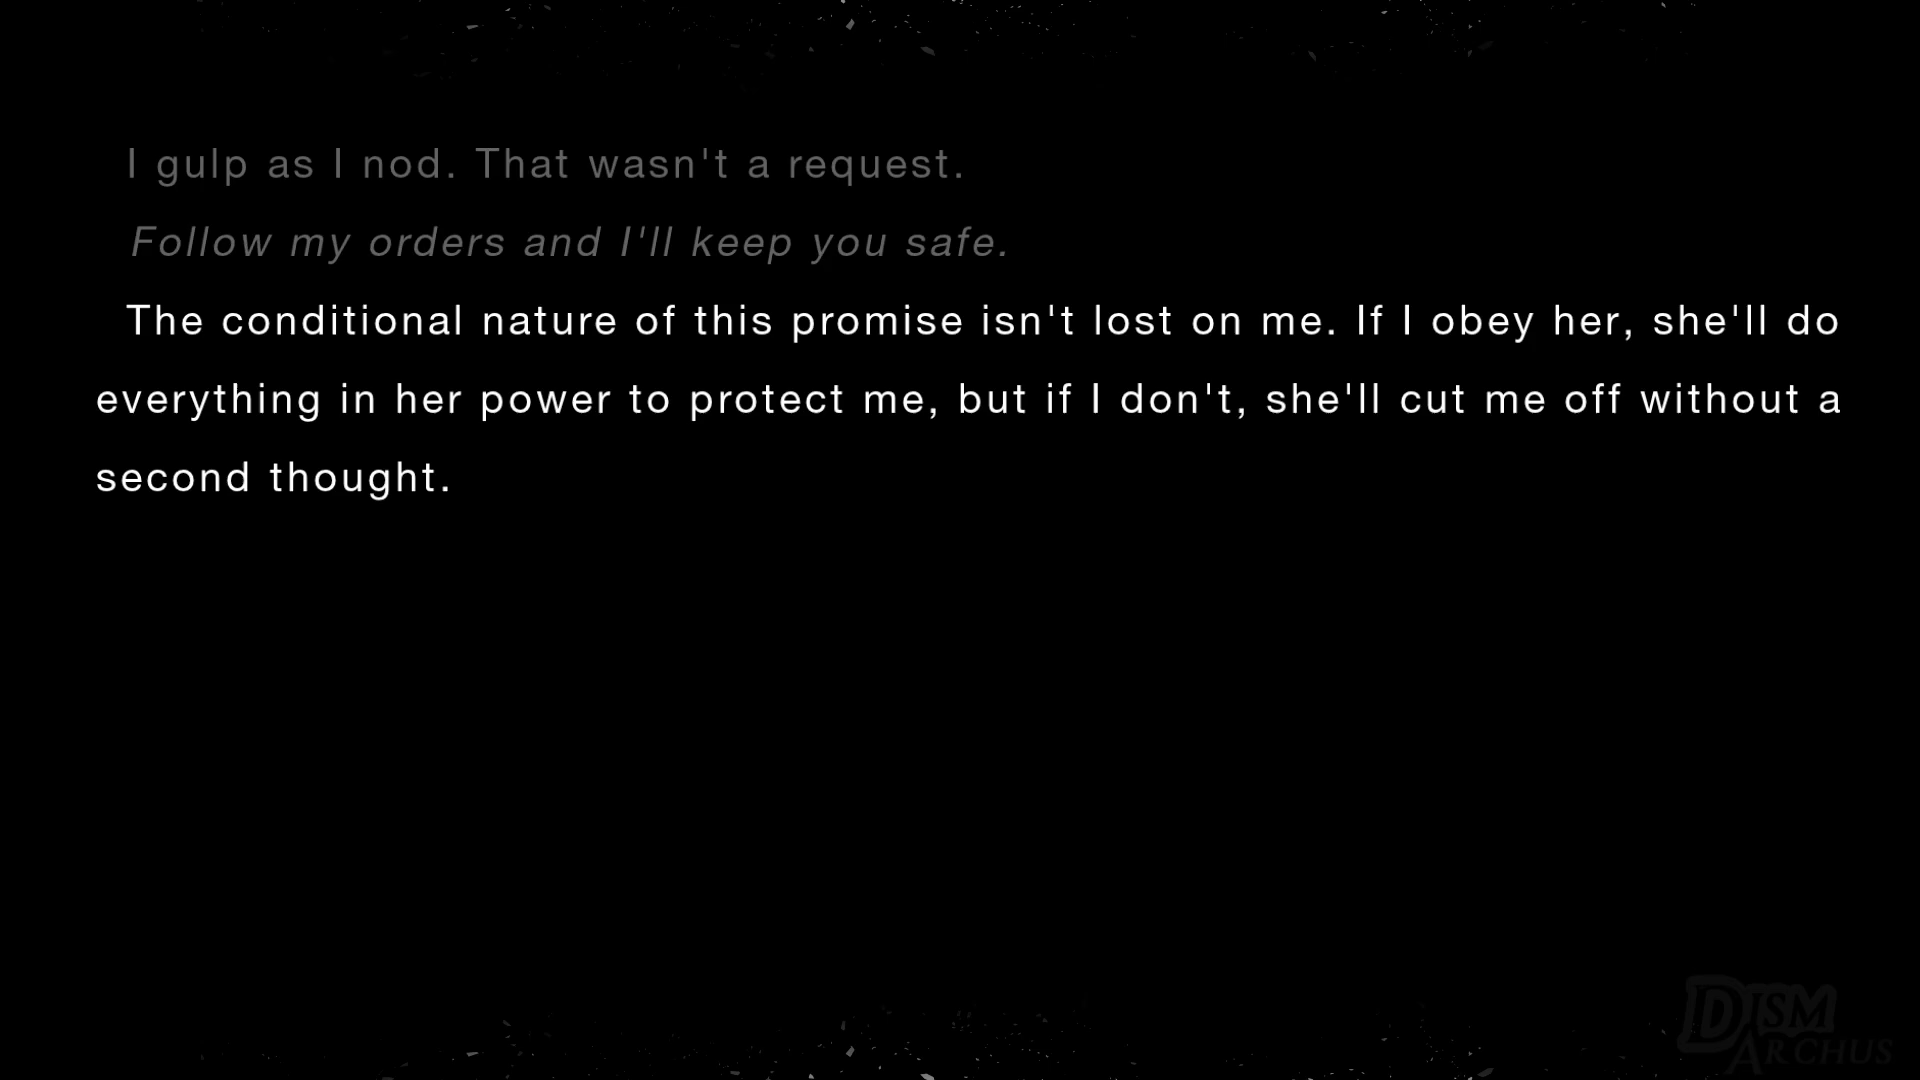 I gulp as I nod. That wasn't a request.
Follow my orders and I'll keep you safe.
The conditional nature of this promise isn't lost on me. If I obey her, she'll do
everything in her power to protect me, but if I don't, she'll cut me off without a
second thought.
DISM
ARCHUS